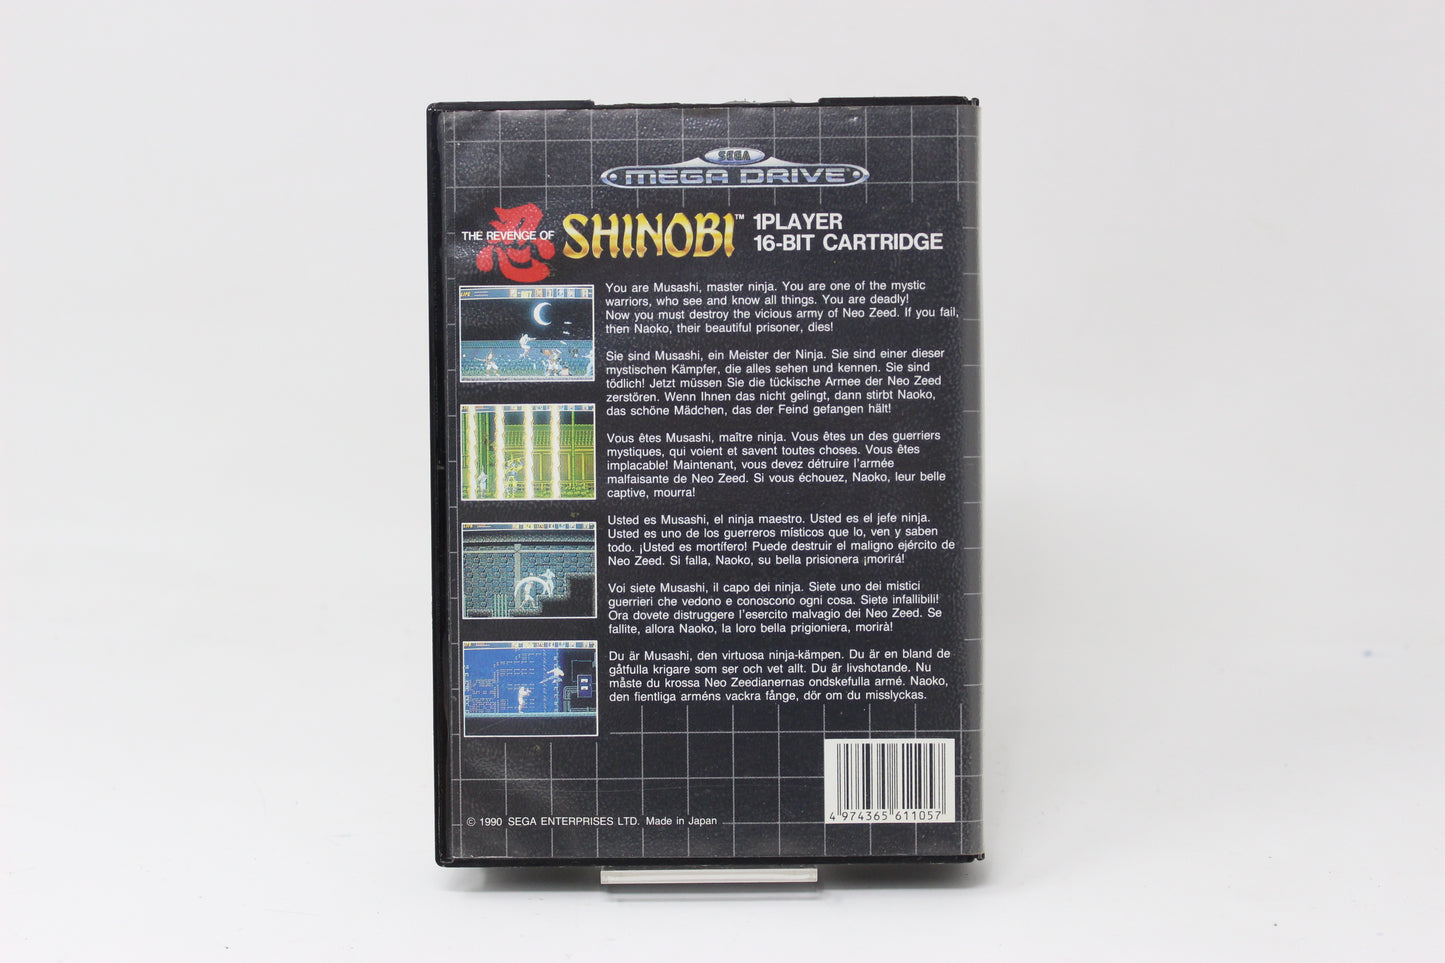 SEGA
MEGA DRIVE
忍
THE REVENGE OF SHINOBI™ 1PLAYER
16-BIT CARTRIDGE
You are Musashi, master ninja. You are one of the mystic
warriors, who see and know all things. You are deadly!
Now you must destroy the vicious army of Neo Zeed. If you fail,
then Naoko, their beautiful prisoner, dies!
Sie sind Musashi, ein Meister der Ninja. Sie sind einer dieser
mystischen Kämpfer, die alles sehen und kennen. Sie sind
tödlich! Jetzt müssen Sie die tückische Armee der Neo Zeed
zerstören. Wenn Ihnen das nicht gelingt, dann stirbt Naoko,
das schöne Mädchen, das der Feind gefangen hält!
Vous êtes Musashi, maître ninja. Vous êtes un des guerriers
mystiques, qui voient et savent toutes choses. Vous êtes
implacable! Maintenant, vous devez détruire l'armée
malfaisante de Neo Zeed. Si vous échouez, Naoko, leur belle
captive, mourra!
Usted es Musashi, el ninja maestro. Usted es el jefe ninja.
Usted es uno de los guerreros místicos que lo, ven y saben
todo. ¡Usted es mortífero! Puede destruir el maligno ejército de
Neo Zeed. Si falla, Naoko, su bella prisionera ¡morirá!
Voi siete Musashi, il capo dei ninja. Siete uno dei mistici
guerrieri che vedono e conoscono ogni cosa. Siete infallibili!
Ora dovete distruggere l'esercito malvagio dei Neo Zeed. Se
fallite, allora Naoko, la loro bella prigioniera, morirà!
Du är Musashi, den virtuosa ninja-kämpen. Du är en bland de
gåtfulla krigare som ser och vet allt. Du är livshotande. Nu
måste du krossa Neo Zeedianernas ondskefulla armé. Naoko,
den fientliga arméns vackra fånge, dör om du misslyckas.
4 974365 611057
© 1990 SEGA ENTERPRISES LTD. Made in Japan